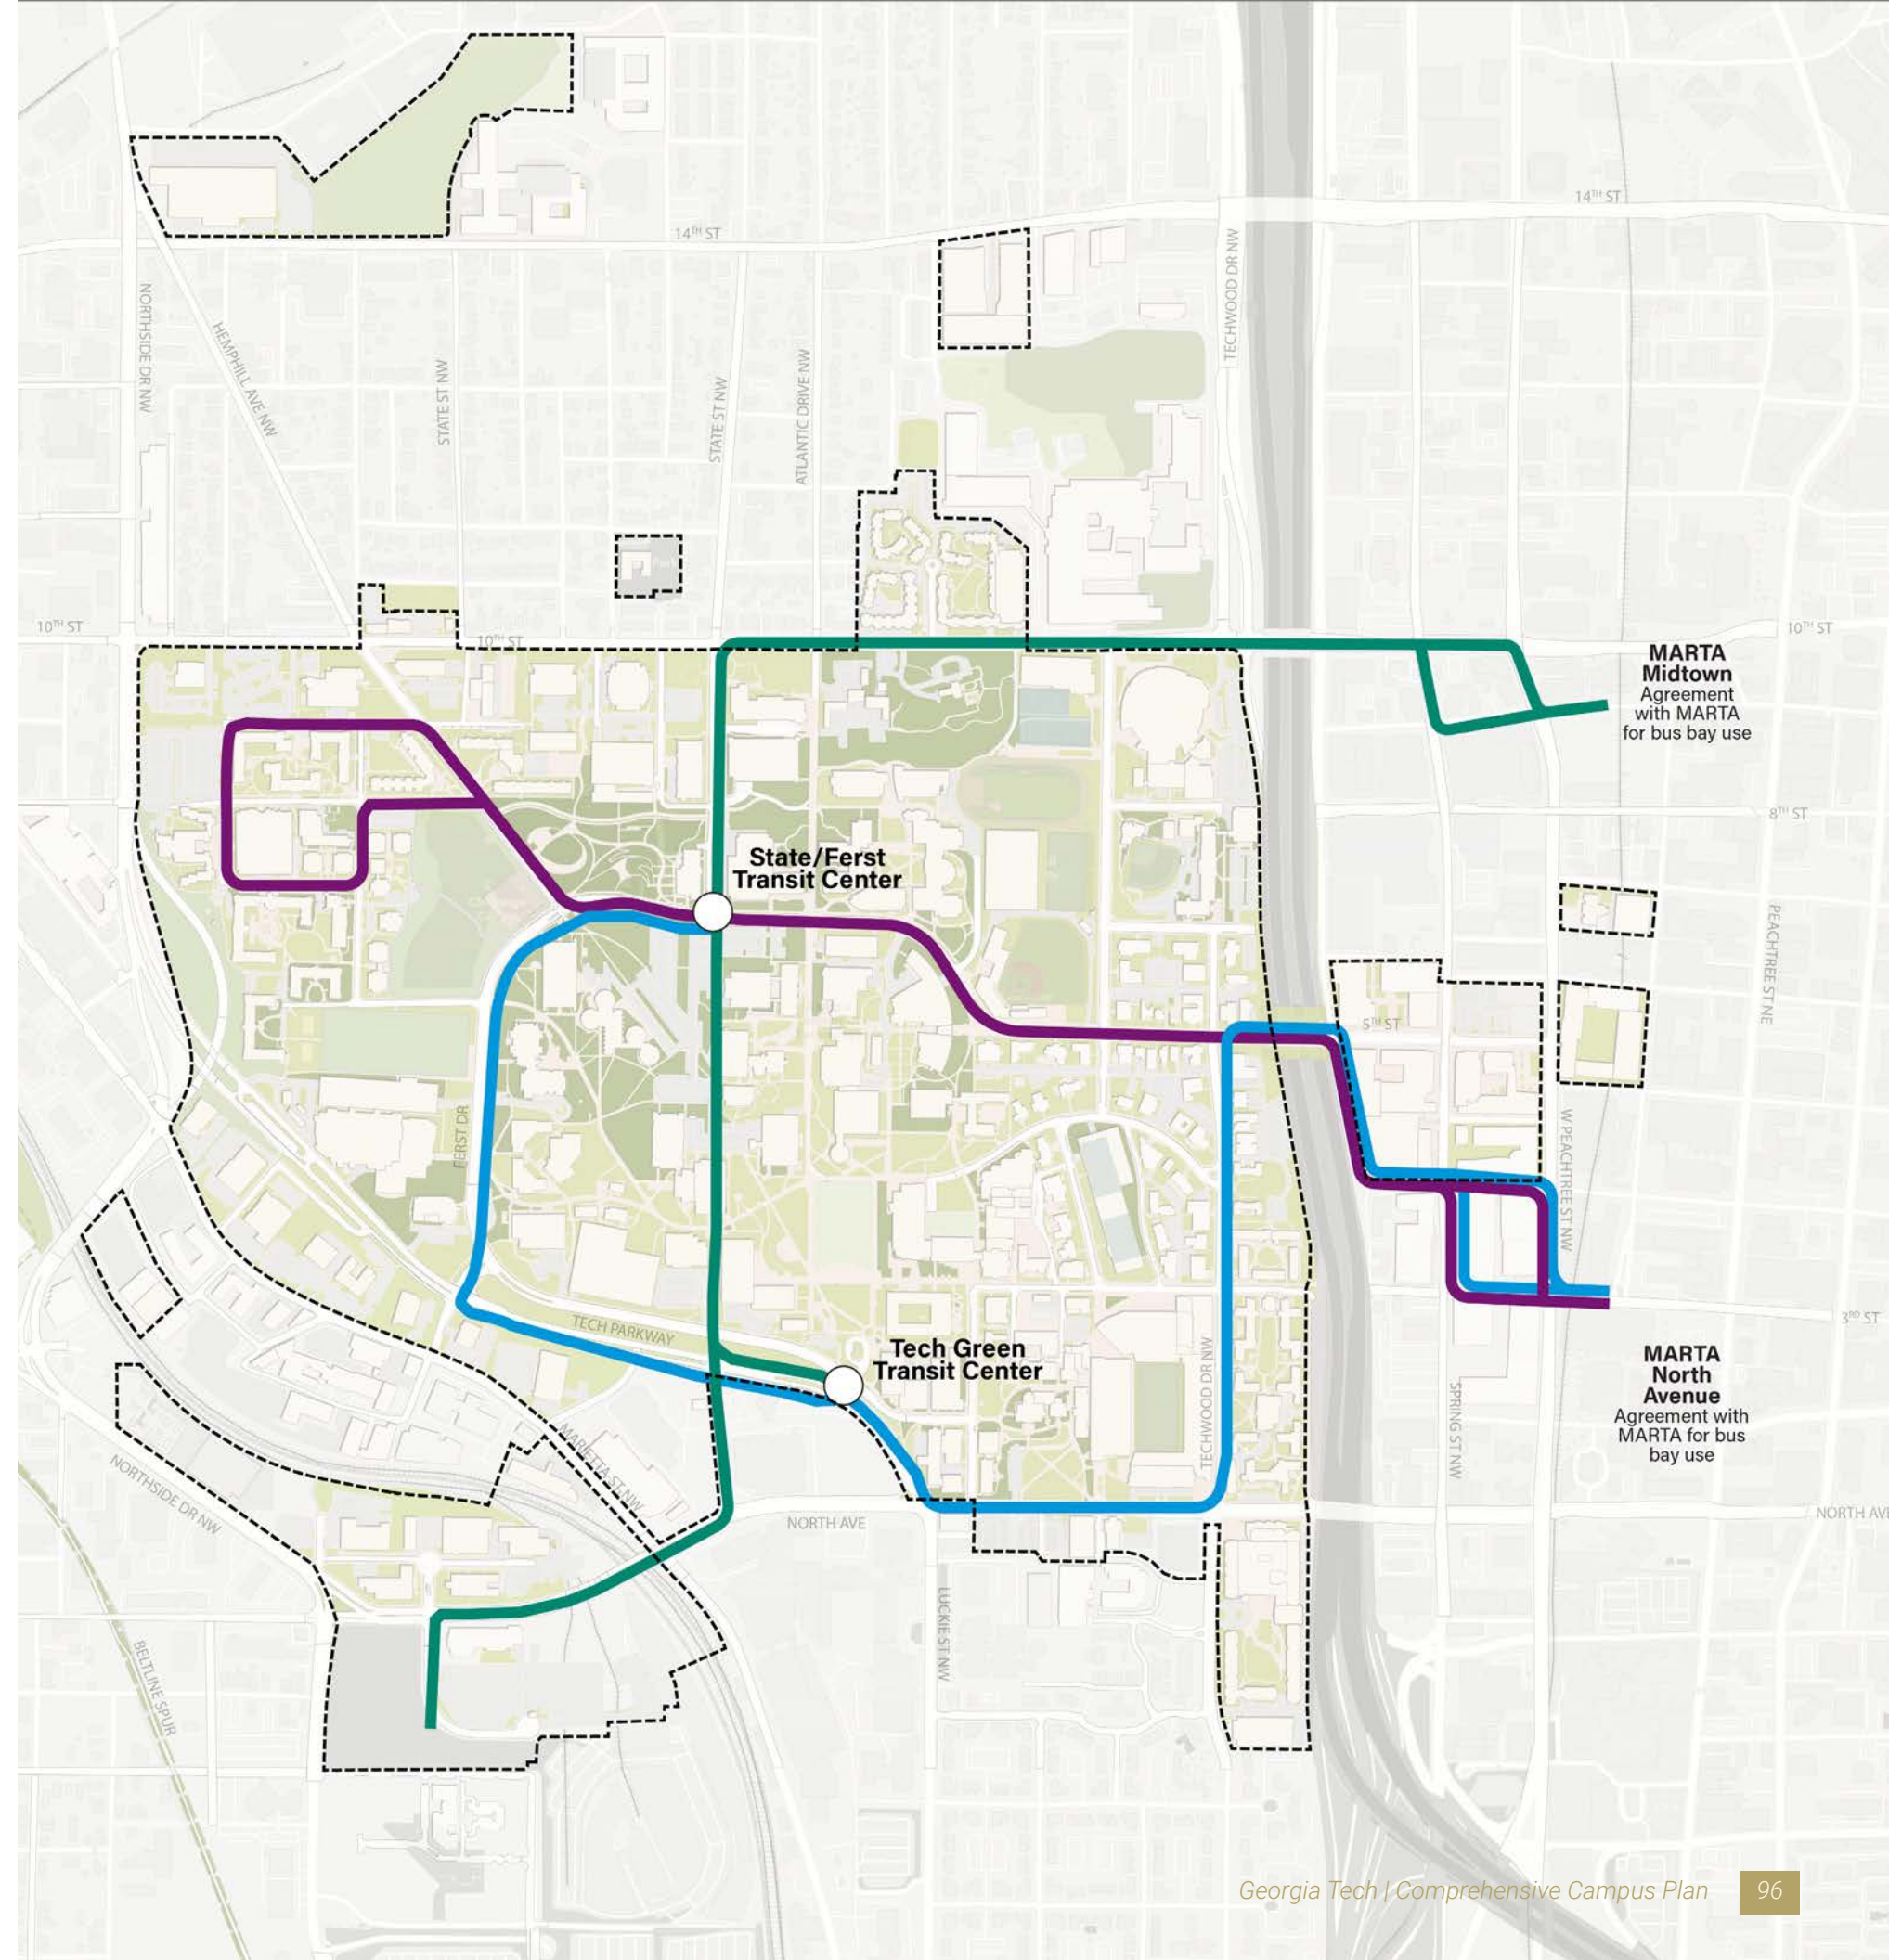 14TH ST
14TH ST
NORTHSIDE DR NW
HEMPHILL AVE NW
STATE ST NW
STATE ST NW
ATLANTIC DRIVE NW
TECHWOOD DR NW
Park
10TH ST
10TH ST
10TH ST
MARTA
Midtown
Agreement
with MARTA
for bus bay use
8TH ST
State/Ferst
Transit Center
PEACHTREE ST NE
5TH ST
FERST DR
W PEACHTREE ST NW
TECH PARKWAY
3RD ST
Tech Green
Transit Center
TECHWOOD DR NW
MARTA
North
Avenue
Agreement with
MARTA for bus
bay use
SPRING ST NW
MARIETTA ST NW
NORTHSIDE DR NW
NORTH AVE
NORTH AVE
LUCKIE ST NW
BELTLINE SPUR
Georgia Tech | Comprehensive Campus Plan 96